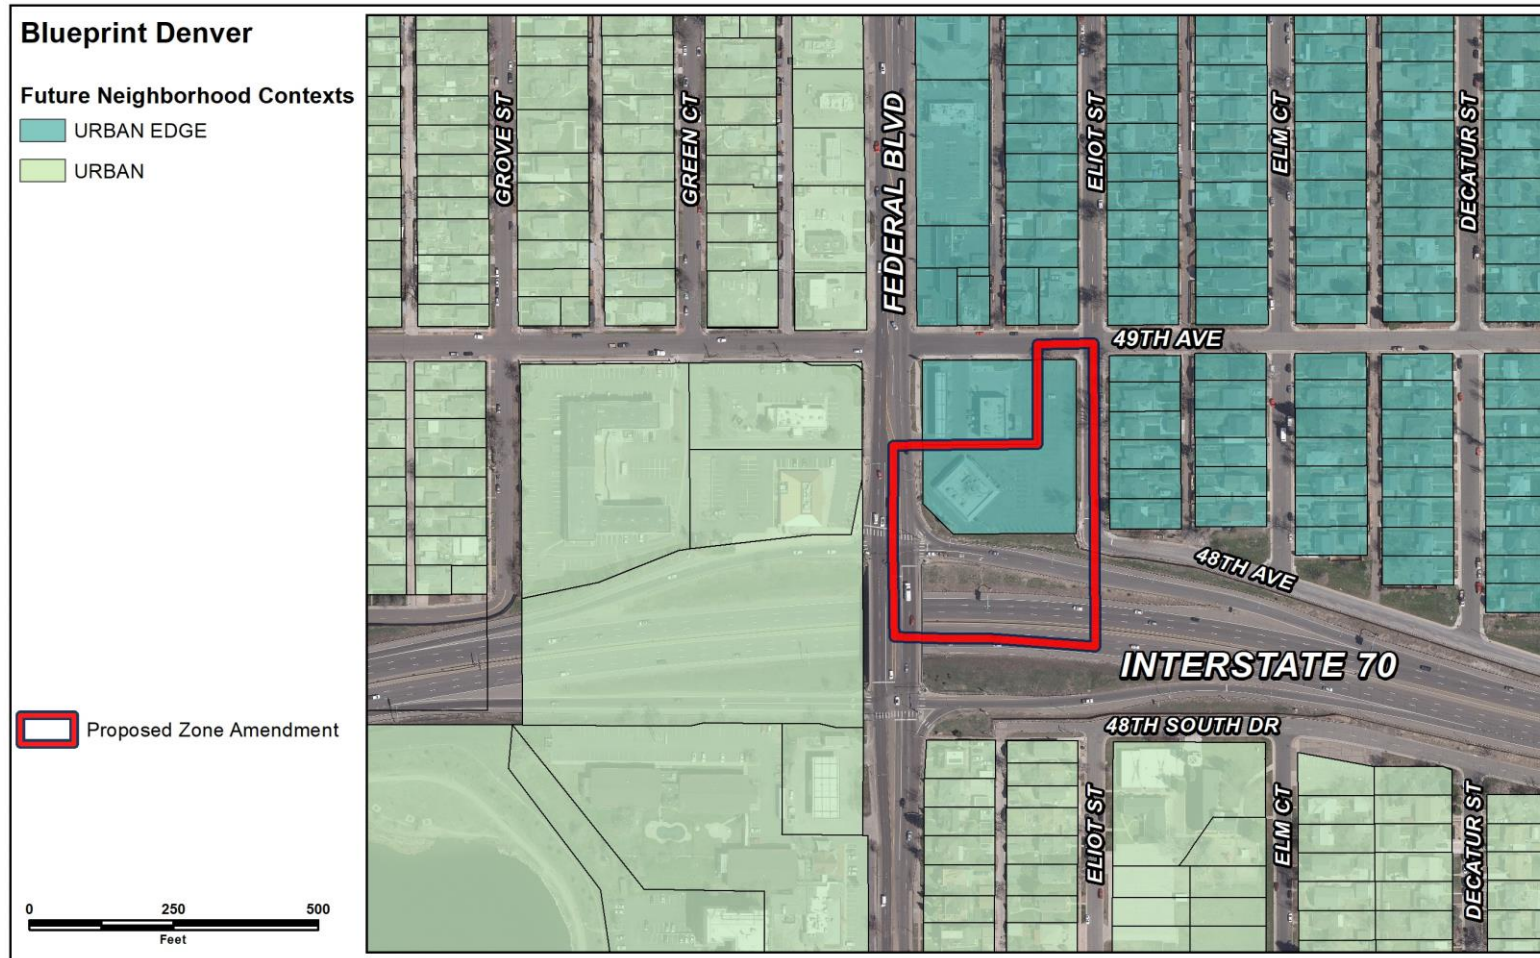 Blueprint Denver
Future Neighborhood Contexts
URBAN EDGE
URBAN
Proposed Zone Amendment
0 250 500
Feet
GROVE ST
GREEN CT
FEDERAL BLVD
ELIOT ST
ELM CT
DECATUR ST
49TH AVE
48TH AVE
INTERSTATE 70
48TH SOUTH DR
ELIOT ST
ELM CT
DECATUR ST